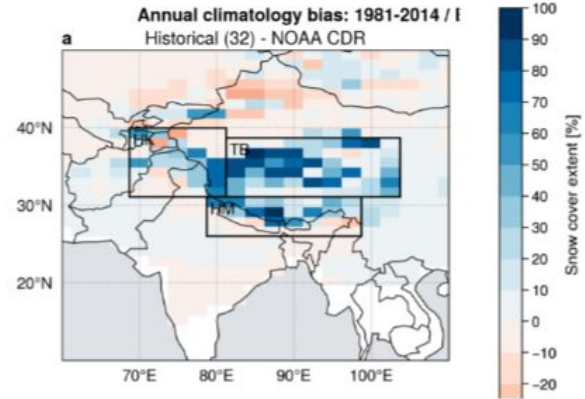 Annual climatology bias: 1981-2014 /
a
Historical (32) - NOAA CDR
40°N
30°N
20°N
70°E
80°E
90°E
100°E
TB
HM
100
90
80
70
60
50
40
30
20
10
0
−10
−20
Snow cover extent [%]